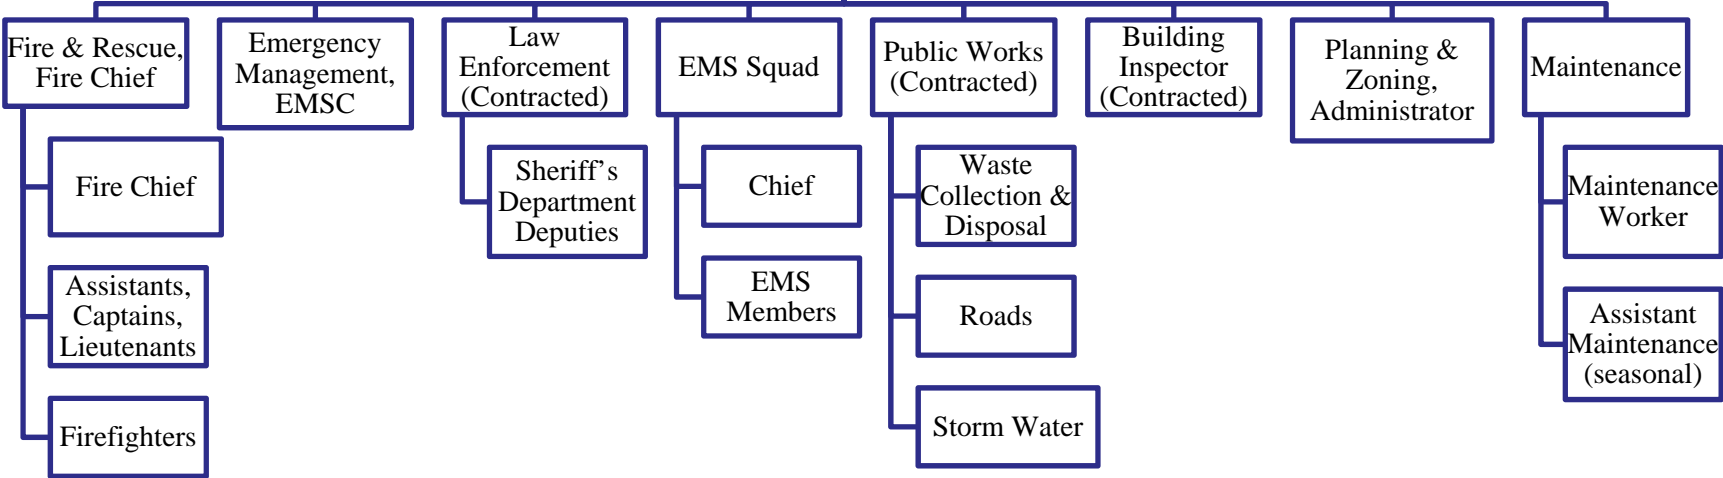 Fire & Rescue,
Fire Chief
Emergency
Management,
EMSC
Law
Enforcement
(Contracted)
EMS Squad
Public Works
(Contracted)
Building
Inspector
(Contracted)
Planning &
Zoning,
Administrator
Maintenance
Fire Chief
Assistants,
Captains,
Lieutenants
Firefighters
Sheriff’s
Department
Deputies
Chief
EMS
Members
Waste
Collection &
Disposal
Roads
Storm Water
Maintenance
Worker
Assistant
Maintenance
(seasonal)